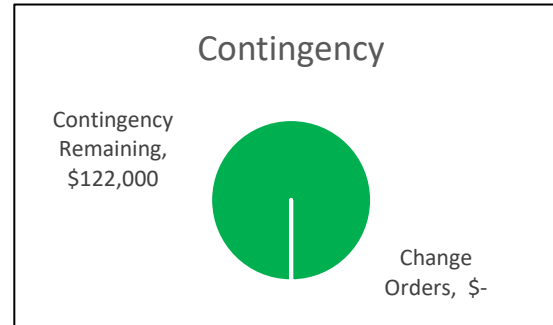 Contingency
Contingency
Remaining,
$122,000
Change
Orders, $-